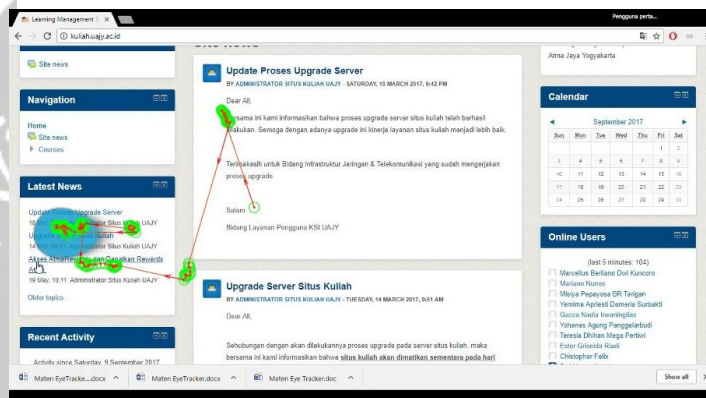 Learning Management S
Pengguna perta...
kuliah.uajy.ac.id
Site news
Navigation
Home
Site news
Courses
Latest News
Update Proses Upgrade Server
Administrator Situs Kuliah UAJY
Administrator Situs Kuliah UAJY
Akses dan Dapatkan Rewards
19 May, 10:11 Administrator Situs Kuliah UAJY
Older topics...
Recent Activity
Activity since Saturday, 9 September 2017
Update Proses Upgrade Server
BY ADMINISTRATOR SITUS KULIAH UAJY - SATURDAY, 18 MARCH 2017, 9:42 PM
Dear All,
Bersama ini kami informasikan bahwa proses upgrade server situs kuliah telah berhasil
dilakukan. Semoga dengan adanya upgrade ini kinerja layanan situs kuliah menjadi lebih baik.
Terimakasih untuk Bidang Infrastruktur Jaringan & Telekomunikasi yang sudah mengerjakan
proses upgrade.
Salam
Bidang Layanan Pengguna KSI UAJY
Upgrade Server Situs Kuliah
BY ADMINISTRATOR SITUS KULIAH UAJY - TUESDAY, 14 MARCH 2017, 9:51 AM
Dear All,
Sehubungan dengan akan dilakukannya proses upgrade pada server situs kuliah, maka
bersama ini kami informasikan bahwa situs kuliah akan dimatikan sementara pada hari
Atma Jaya Yogyakarta
Calendar
September 2017
Sun Mon Tue Wed Thu Fri Sat
1 2
3 4 5 6 7 8 9
10 11 12 13 14 15 16
17 18 19 20 21 22 23
24 25 26 27 28 29 30
Online Users
(last 5 minutes: 104)
Marcellus Berliano Dwi Kuncoro
Mariano Nunes
Misiya Pepayosa BR Tarigan
Yemima Apriesti Dameria Surbakti
Gazza Nadia Insaningtias
Yohanes Agung Panggelarbudi
Teresia Dhihan Mega Pertiwi
Ester Griselda Riadi
Chistopher Felix
Materi EyeTracke....docx
Materi EyeTracker.docx
Materi Eye Tracker.doc
Show all